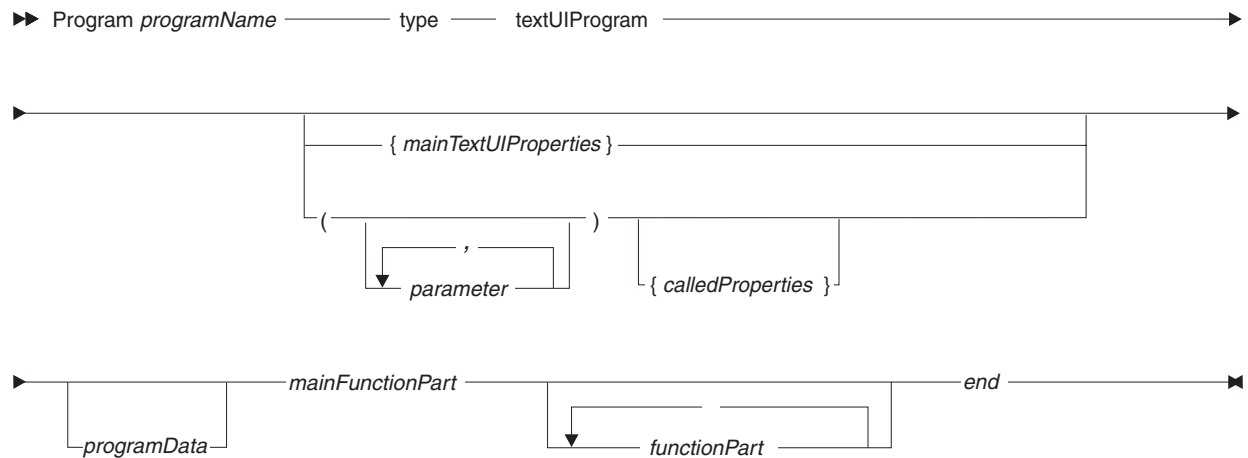 Program programName type textUIProgram
{ mainTextUIProperties }
( )
,
parameter
{ calledProperties }
mainFunctionPart end
programData
functionPart